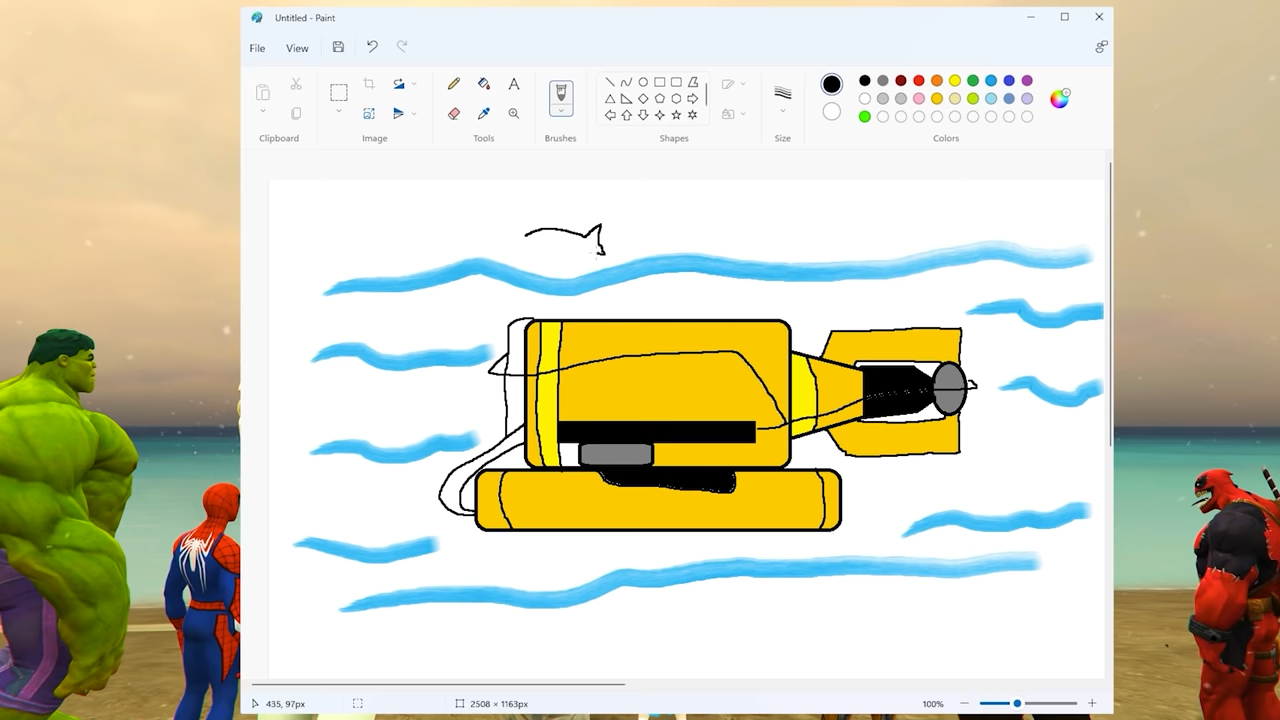 Untitled - Paint
File View
Clipboard Image Tools Brushes Shapes Size Colors
435, 97px 2508 × 1163px 100%